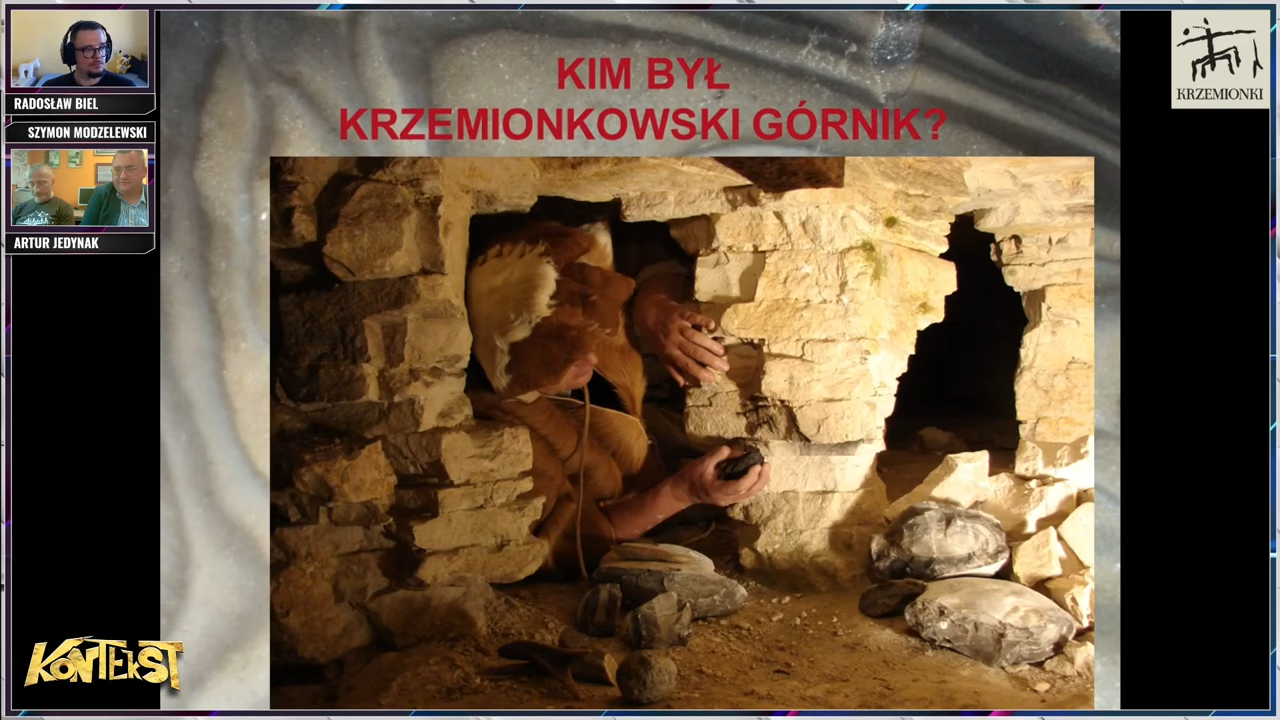 RADOSŁAW BIEL
SZYMON MODZELEWSKI
ARTUR JEDYNAK
KIM BYŁ
KRZEMIONKOWSKI GÓRNIK?
KRZEMIONKI
KONTEKST